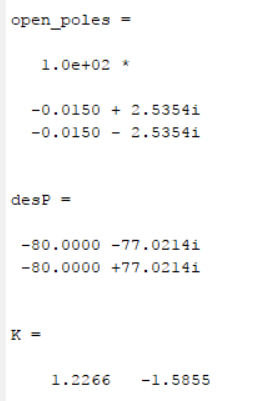 open_poles =
1.0e+02 *
-0.0150 + 2.5354i
-0.0150 - 2.5354i
desP =
-80.0000 -77.0214i
-80.0000 +77.0214i
K =
1.2266 -1.5855